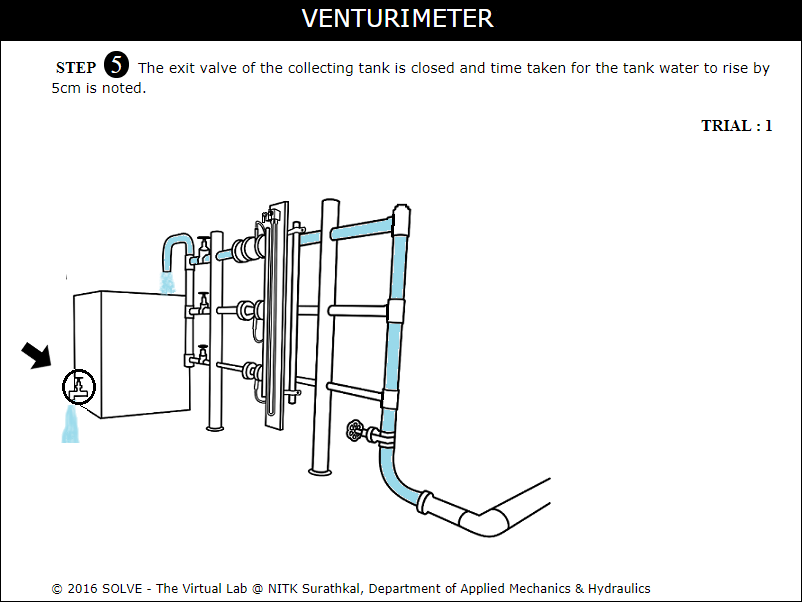 VENTURIMETER
STEP 5 The exit valve of the collecting tank is closed and time taken for the tank water to rise by
5cm is noted.
TRIAL : 1
© 2016 SOLVE - The Virtual Lab @ NITK Surathkal, Department of Applied Mechanics & Hydraulics